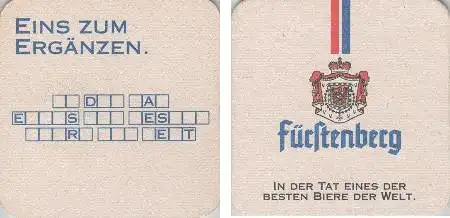 EINS ZUM
ERGÄNZEN.
D A
E S ES
R ET
Fürstenberg
IN DER TAT EINES DER
BESTEN BIERE DER WELT.